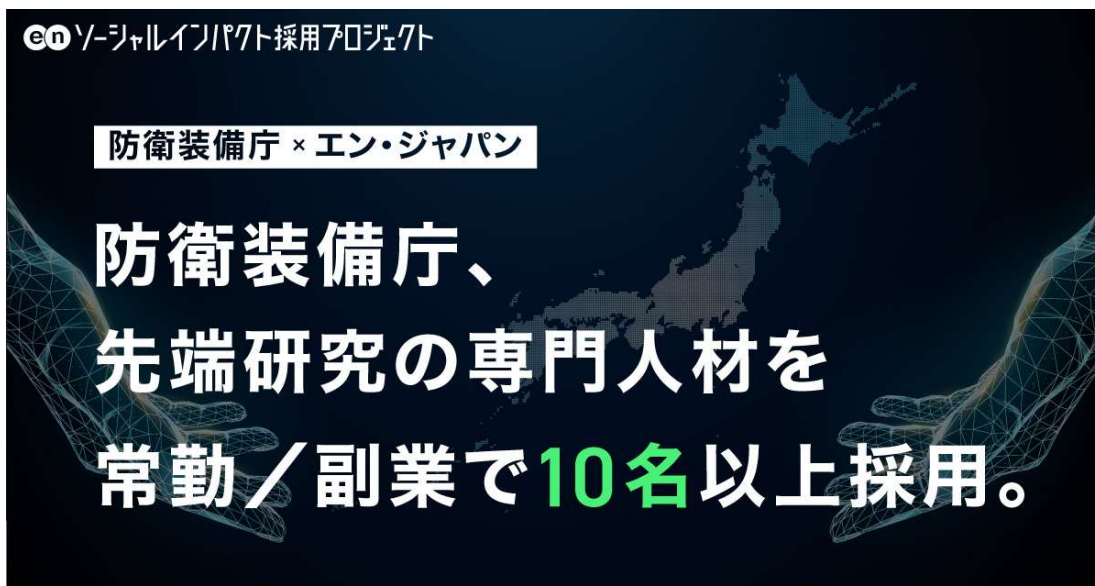 en ソーシャルインパクト採用プロジェクト
防衛装備庁 × エン・ジャパン
防衛装備庁、
先端研究の専門人材を
常勤／副業で10名以上採用。